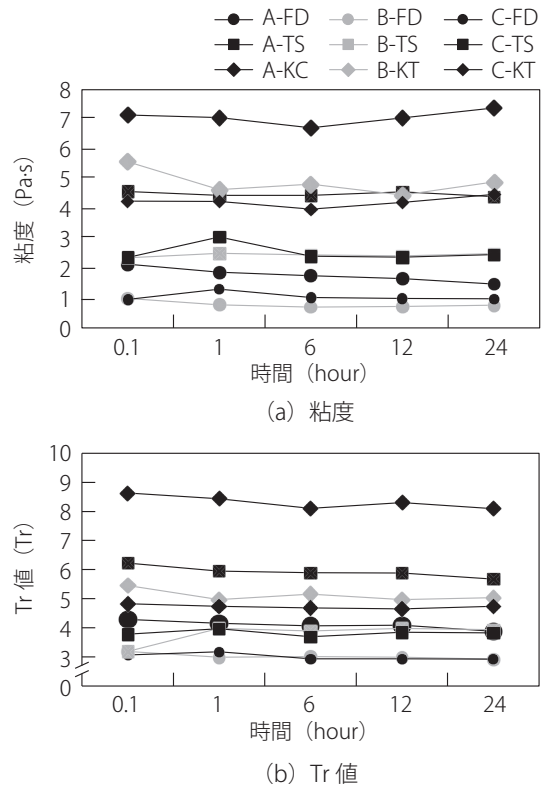 A-FD B-FD C-FD
A-TS B-TS C-TS
A-KC B-KT C-KT
8
7
6
5
4
3
2
1
0
粘度（Pa·s）
0.1 1 6 12 24
時間（hour）
（a）粘度
10
9
8
7
6
5
4
3
0
Tr 値（Tr）
0.1 1 6 12 24
時間（hour）
（b）Tr 値